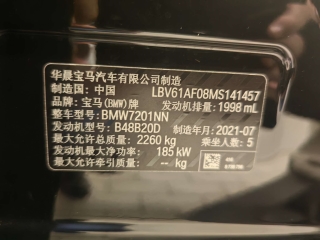 华晨宝马汽车有限公司制造
制造国：中国 LBV61AF08MS141457
品牌：宝马(BMW)牌 发动机排量：1998 mL
整车型号：BMW7201NN
发动机型号：B48B20D 制造年月：2021-07
最大允许总质量：2260 kg 乘坐人数：5
发动机最大净功率：185 kW
最大允许牵引质量：-- kg